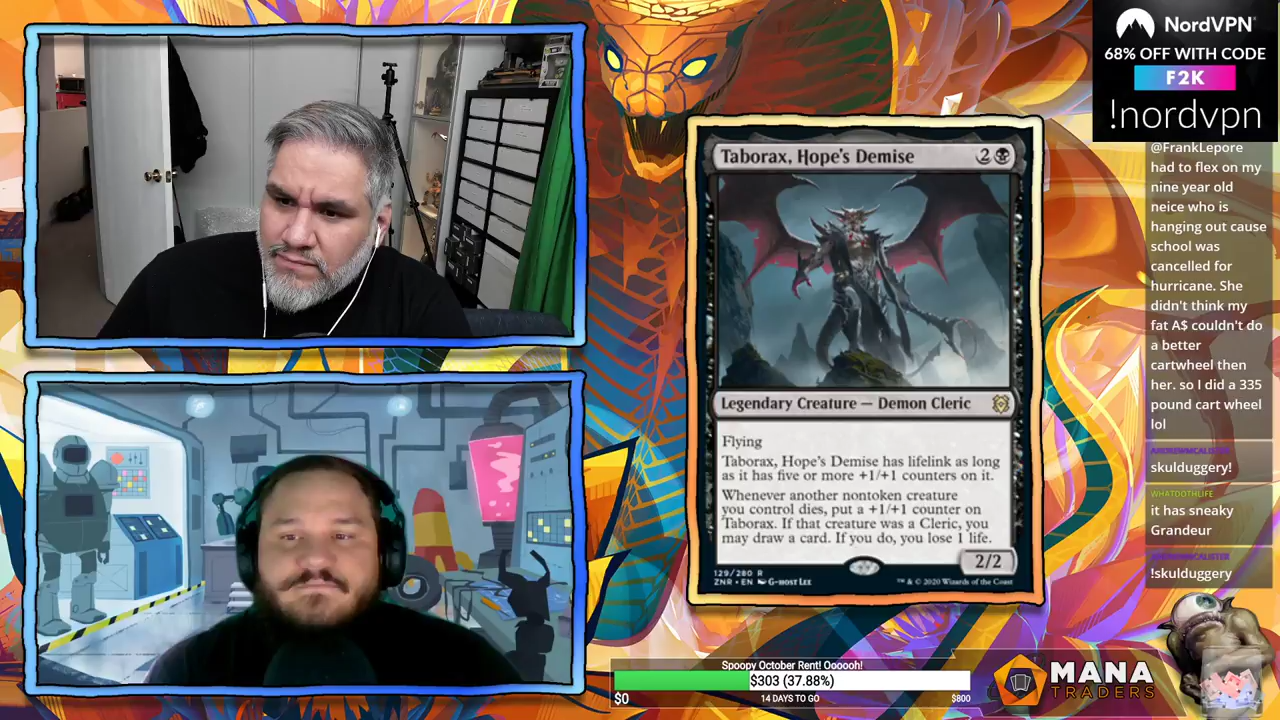 NordVPN
68% OFF WITH CODE
F2K
!nordvpn
Taborax, Hope's Demise 2
Legendary Creature — Demon Cleric
Flying
Taborax, Hope's Demise has lifelink as long
as it has five or more +1/+1 counters on it.
Whenever another nontoken creature
you control dies, put a +1/+1 counter on
Taborax. If that creature was a Cleric, you
may draw a card. If you do, you lose 1 life.
2/2
129/280 R
ZNR • EN G-host Lee
™ & © 2020 Wizards of the Coast
@FrankLepore
had to flex on my
nine year old
neice who is
hanging out cause
school was
cancelled for
hurricane. She
didn't think my
fat A$ couldn't do
a better
cartwheel then
her. so I did a 335
pound cart wheel
lol
skulduggery!
WHATDOTHLIFE
it has sneaky
Grandeur
!skulduggery
Spoopy October Rent! Oooooh!
$303 (37.88%)
$0
14 DAYS TO GO
$800
MANA
TRADERS